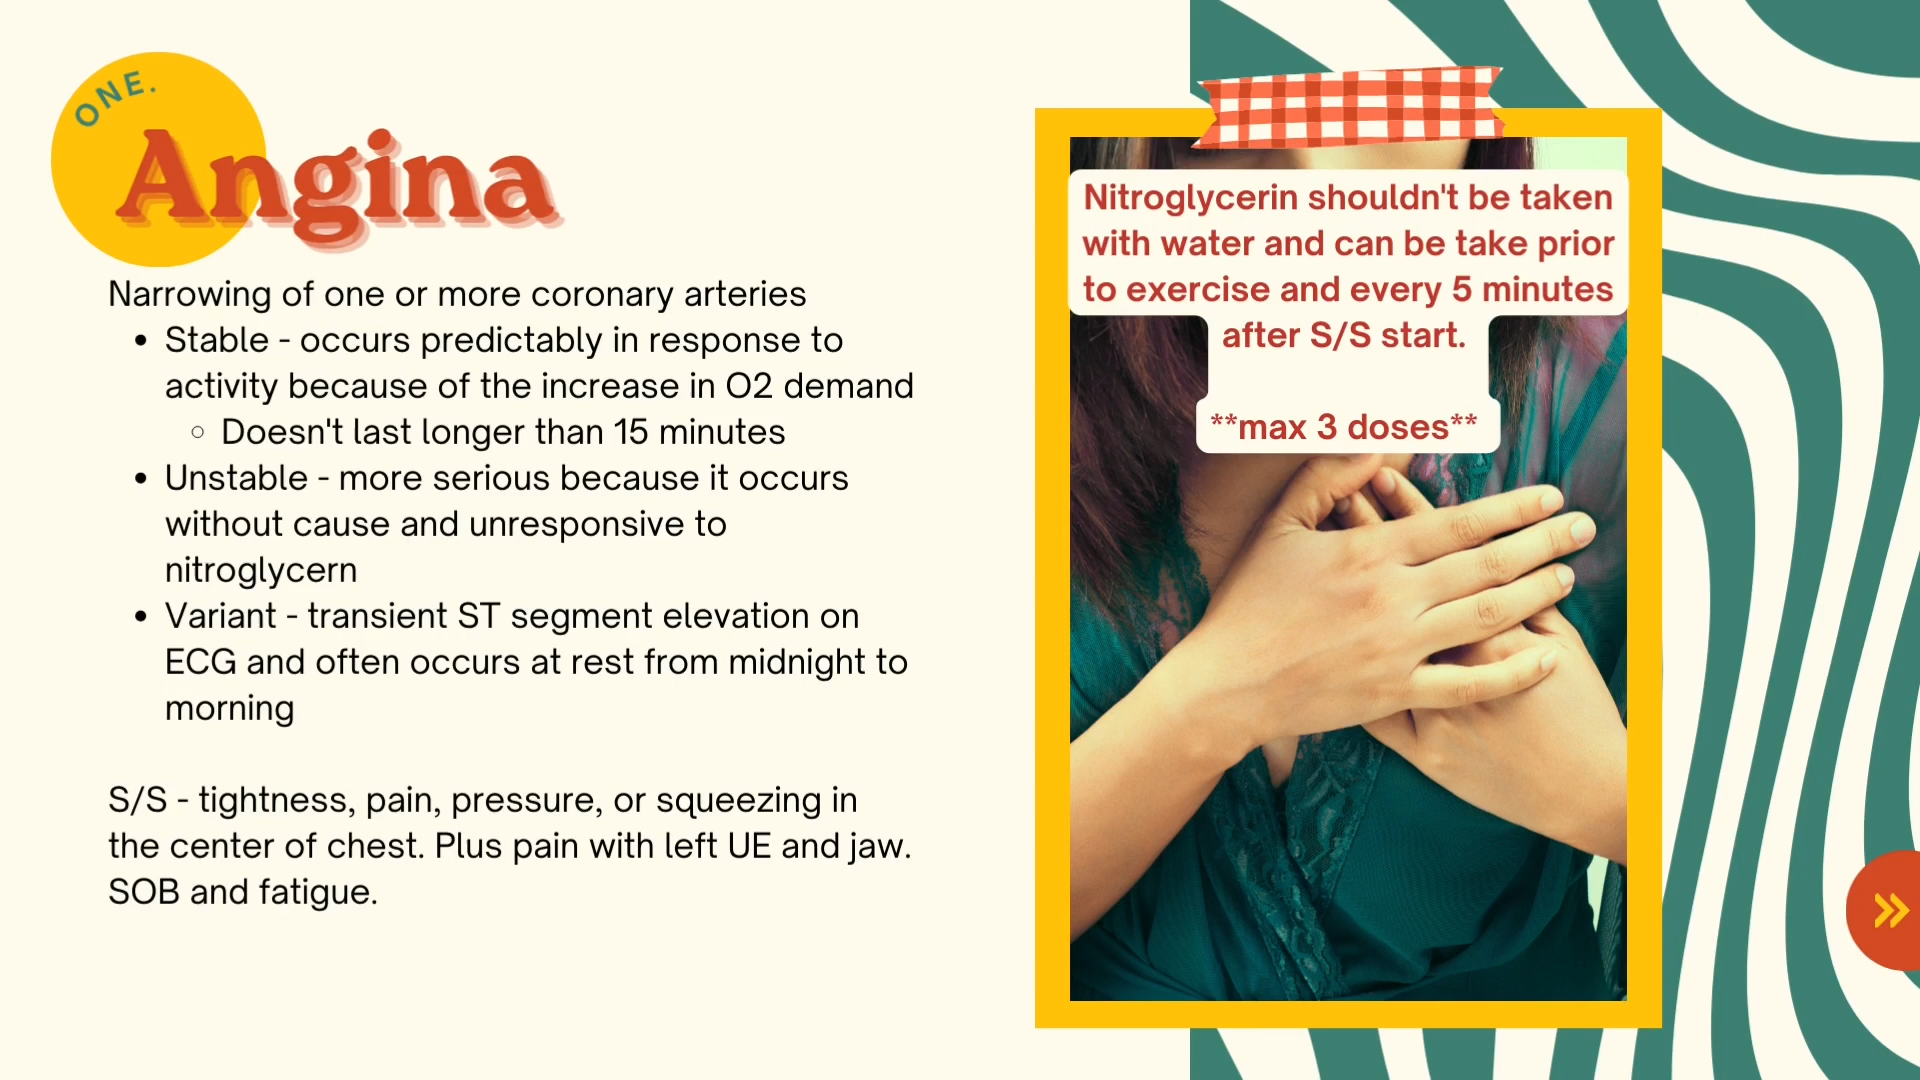 ONE.
Angina
Narrowing of one or more coronary arteries
• Stable - occurs predictably in response to
activity because of the increase in O2 demand
◦ Doesn't last longer than 15 minutes
• Unstable - more serious because it occurs
without cause and unresponsive to
nitroglycern
• Variant - transient ST segment elevation on
ECG and often occurs at rest from midnight to
morning
S/S - tightness, pain, pressure, or squeezing in
the center of chest. Plus pain with left UE and jaw.
SOB and fatigue.
Nitroglycerin shouldn't be taken
with water and can be take prior
to exercise and every 5 minutes
after S/S start.
**max 3 doses**